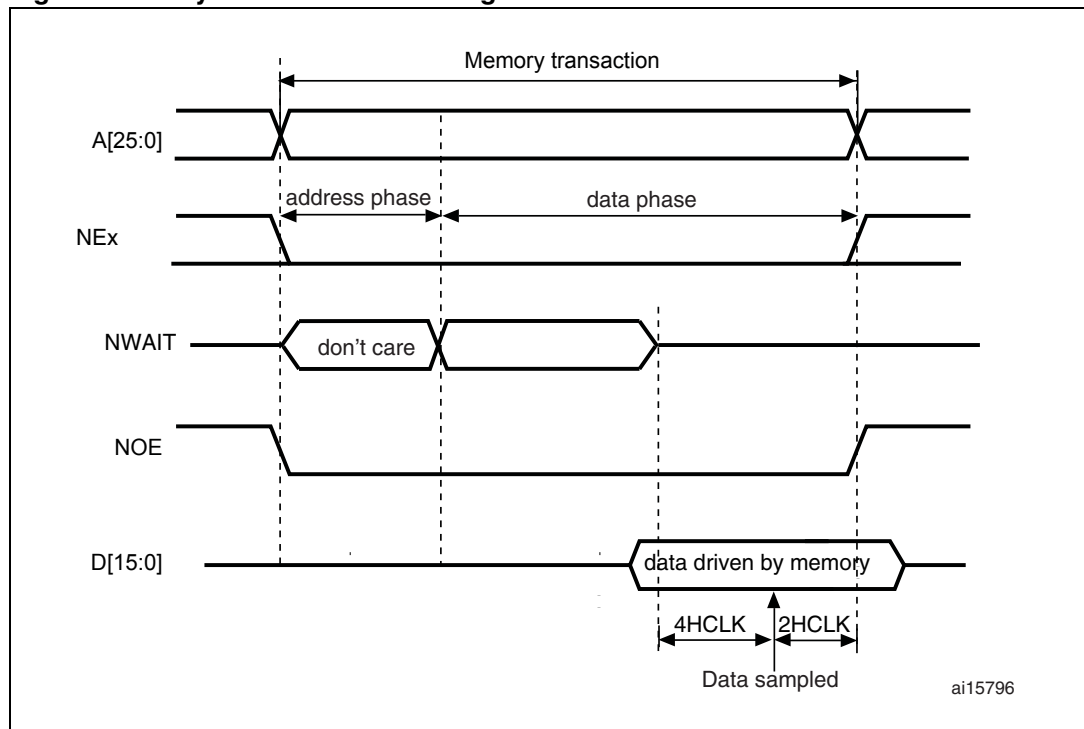 Memory transaction
A[25:0]
address phase
data phase
NEx
NWAIT
don't care
NOE
D[15:0]
data driven by memory
4HCLK
2HCLK
Data sampled
ai15796